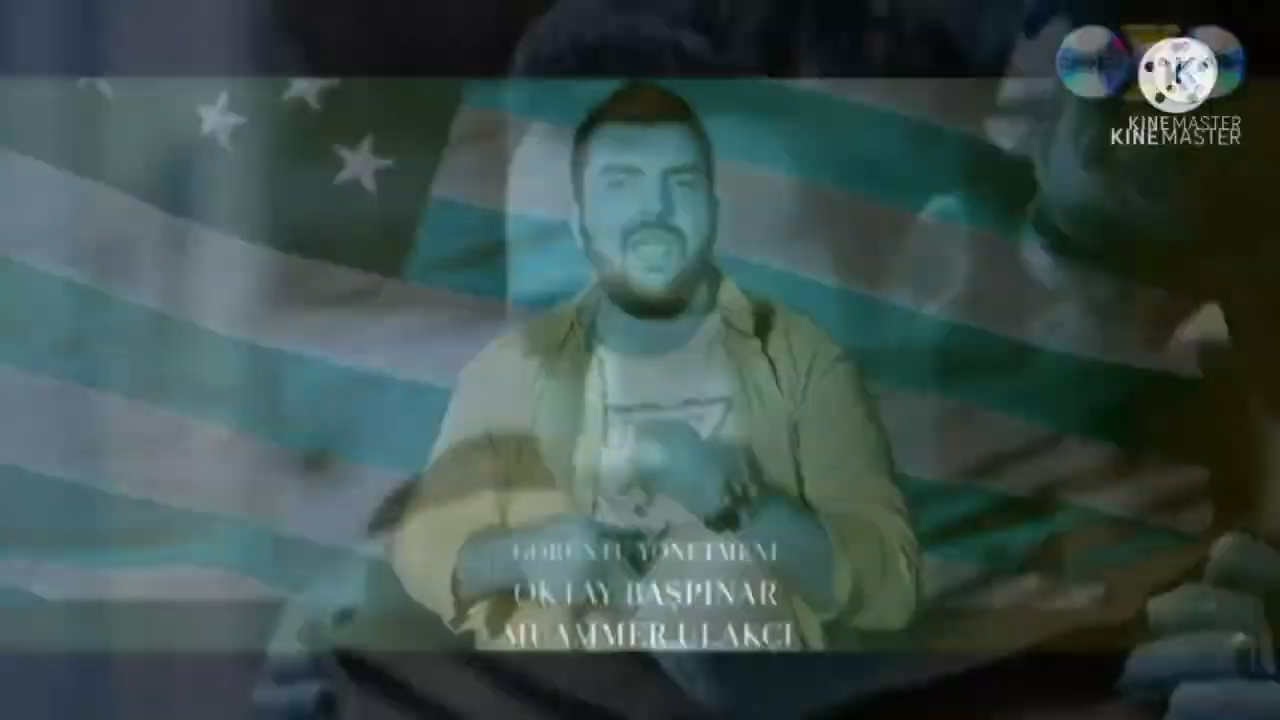 KINEMASTER
KINEMASTER
GÖRÜNTÜ YÖNETMENİ
OKTAY BAŞPINAR
MUAMMER ULAKÇI